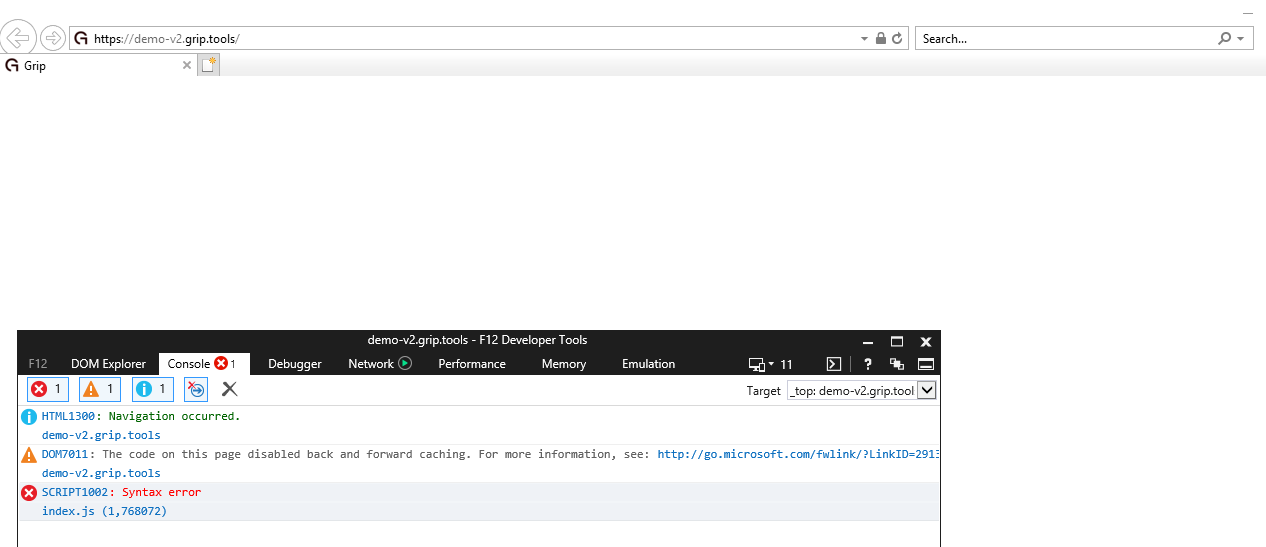 https://demo-v2.grip.tools/
Search...
Grip
demo-v2.grip.tools - F12 Developer Tools
F12 DOM Explorer Console 1 Debugger Network Performance Memory Emulation 11 ?
1 1 1 Target _top: demo-v2.grip.tool
HTML1300: Navigation occurred.
demo-v2.grip.tools
DOM7011: The code on this page disabled back and forward caching. For more information, see: http://go.microsoft.com/fwlink/?LinkID=2913
demo-v2.grip.tools
SCRIPT1002: Syntax error
index.js (1,768072)